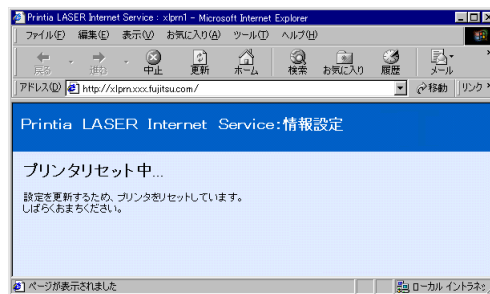 Printia LASER Internet Service : xlprn1 - Microsoft Internet Explorer
ファイル(F) 編集(E) 表示(V) お気に入り(A) ツール(T) ヘルプ(H)
戻る 進む 中止 更新 ホーム 検索 お気に入り 履歴 メール
アドレス(D) http://xlprn.xxx.fujitsu.com/ 移動 リンク
Printia LASER Internet Service:情報設定
プリンタリセット中...
設定を更新するため、プリンタをリセットしています。
しばらくおまちください。
ページが表示されました ローカル イントラネッ